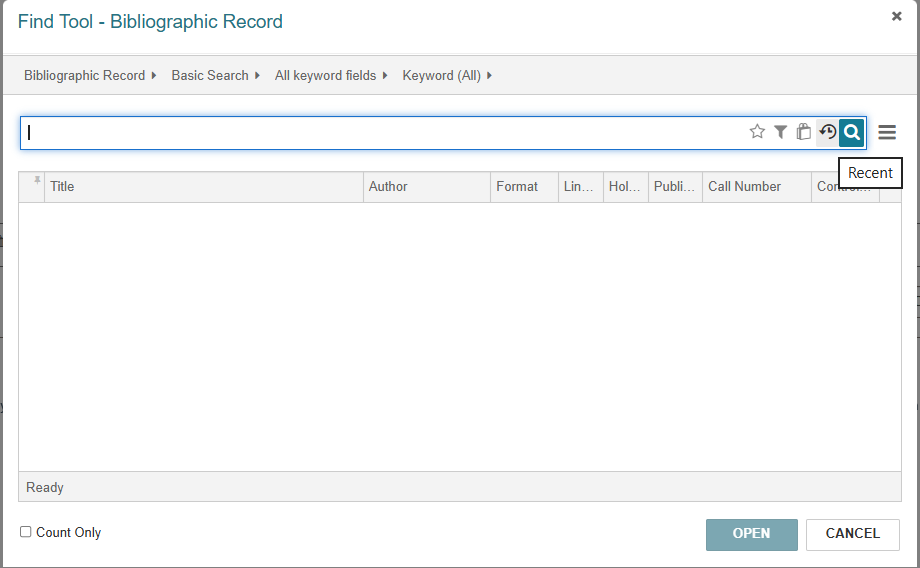 Find Tool - Bibliographic Record
Bibliographic Record Basic Search All keyword fields Keyword (All)
Recent
Title Author Format Lin... Hol... Publi... Call Number Control...
Ready
Count Only OPEN CANCEL